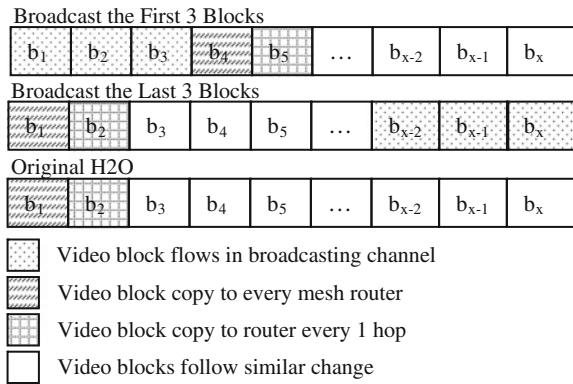 Broadcast the First 3 Blocks
b1 b2 b3 b4 b5 ... bx-2 bx-1 bx
Broadcast the Last 3 Blocks
b1 b2 b3 b4 b5 ... bx-2 bx-1 bx
Original H2O
b1 b2 b3 b4 b5 ... bx-2 bx-1 bx
Video block flows in broadcasting channel
Video block copy to every mesh router
Video block copy to router every 1 hop
Video blocks follow similar change